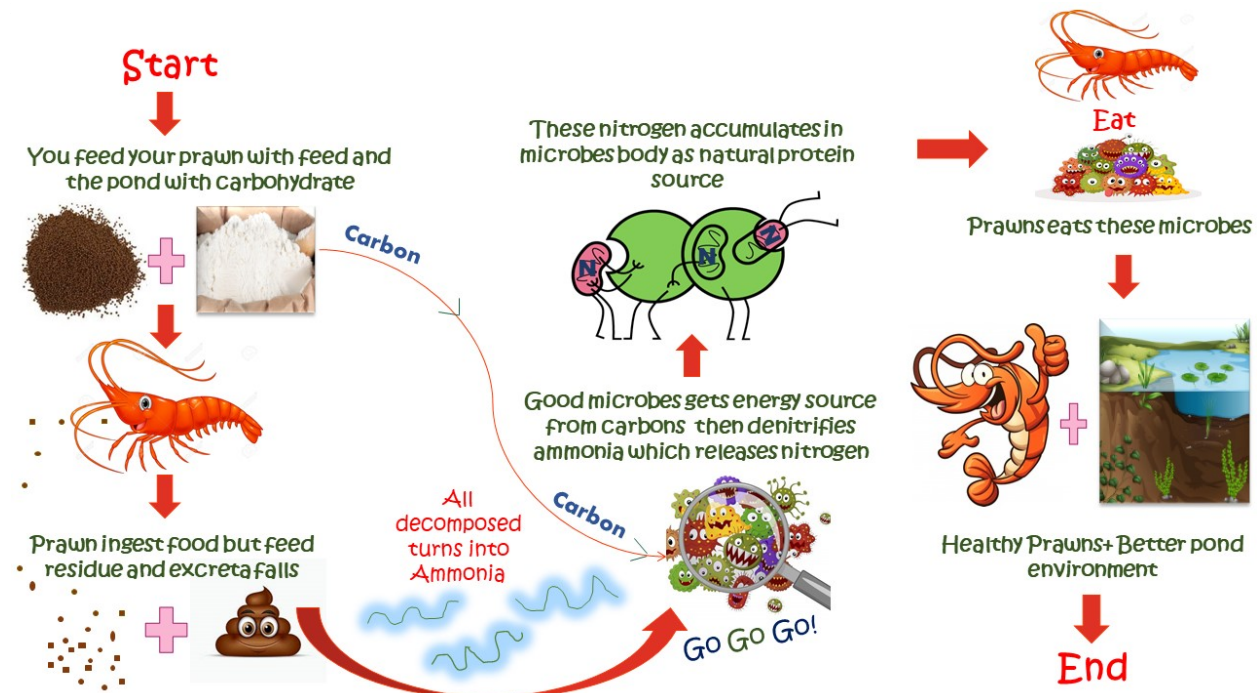 Start
You feed your prawn with feed and
the pond with carbohydrate
Carbon
Prawn ingest food but feed
residue and excreta falls
All
decomposed
turns into
Ammonia
Carbon
Go Go Go!
Good microbes gets energy source
from carbons then denitrifies
ammonia which releases nitrogen
These nitrogen accumulates in
microbes body as natural protein
source
N
N
N
Eat
Prawns eats these microbes
Healthy Prawns+ Better pond
environment
End